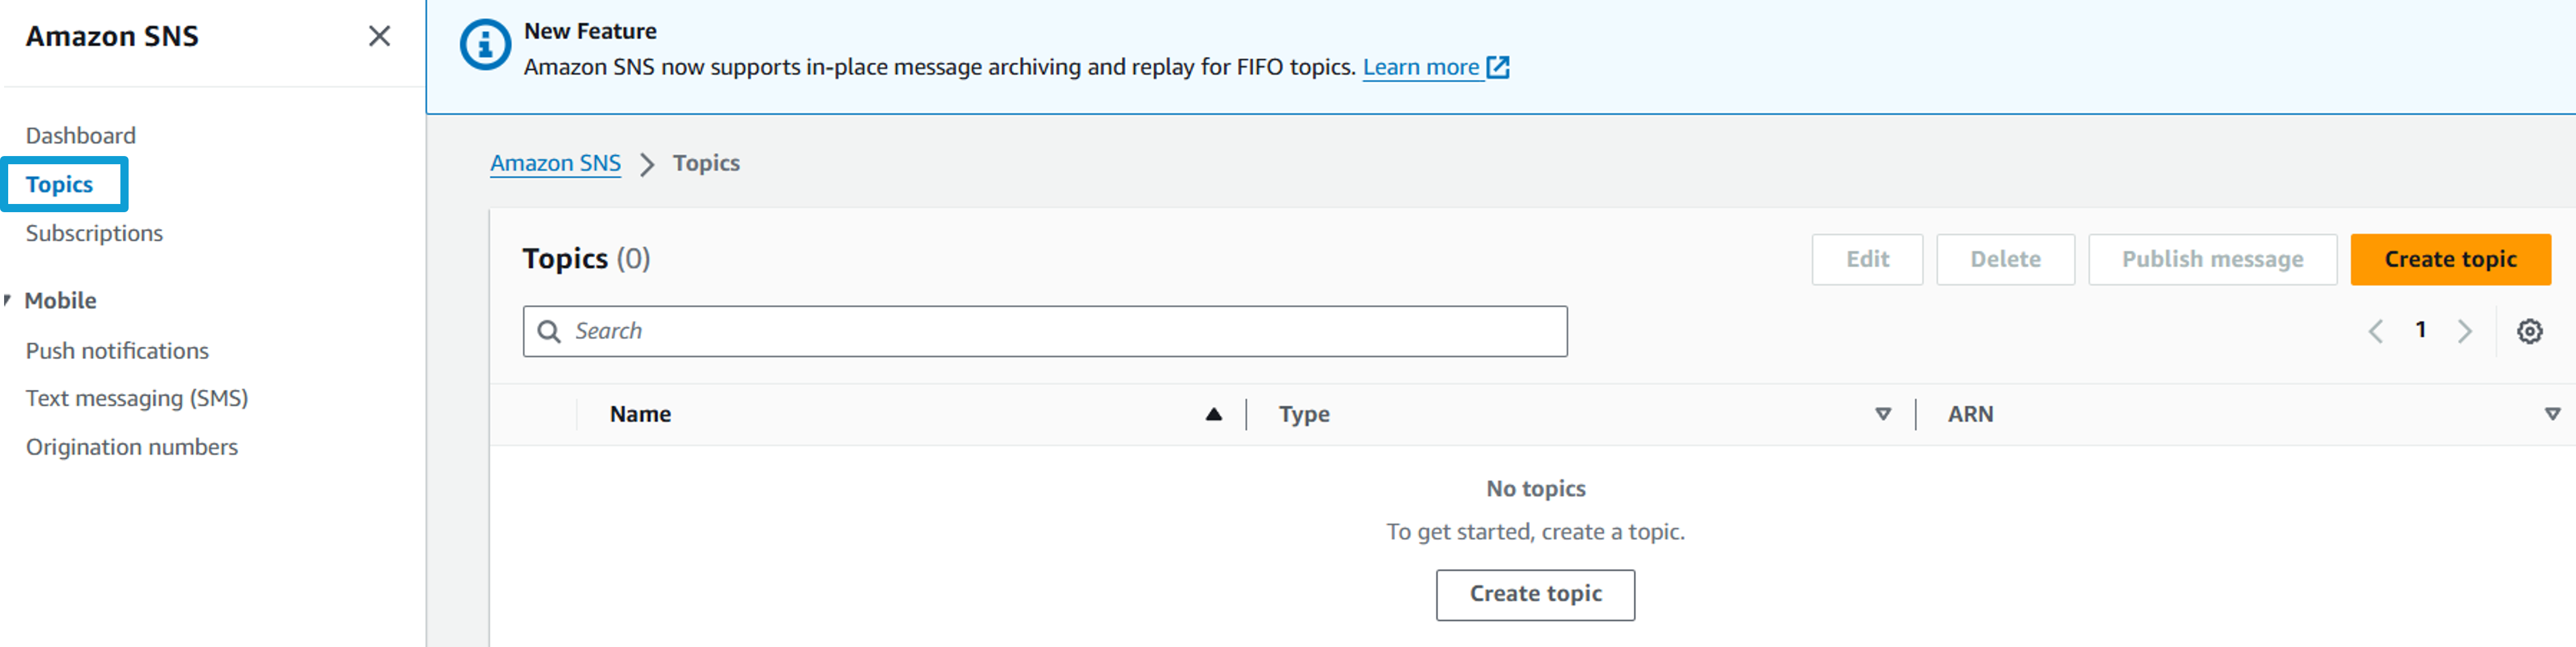 Amazon SNS
Dashboard
Topics
Subscriptions
Mobile
Push notifications
Text messaging (SMS)
Origination numbers
New Feature
Amazon SNS now supports in-place message archiving and replay for FIFO topics. Learn more
Amazon SNS > Topics
Topics (0)
Edit Delete Publish message Create topic
Search
1
Name Type ARN
No topics
To get started, create a topic.
Create topic